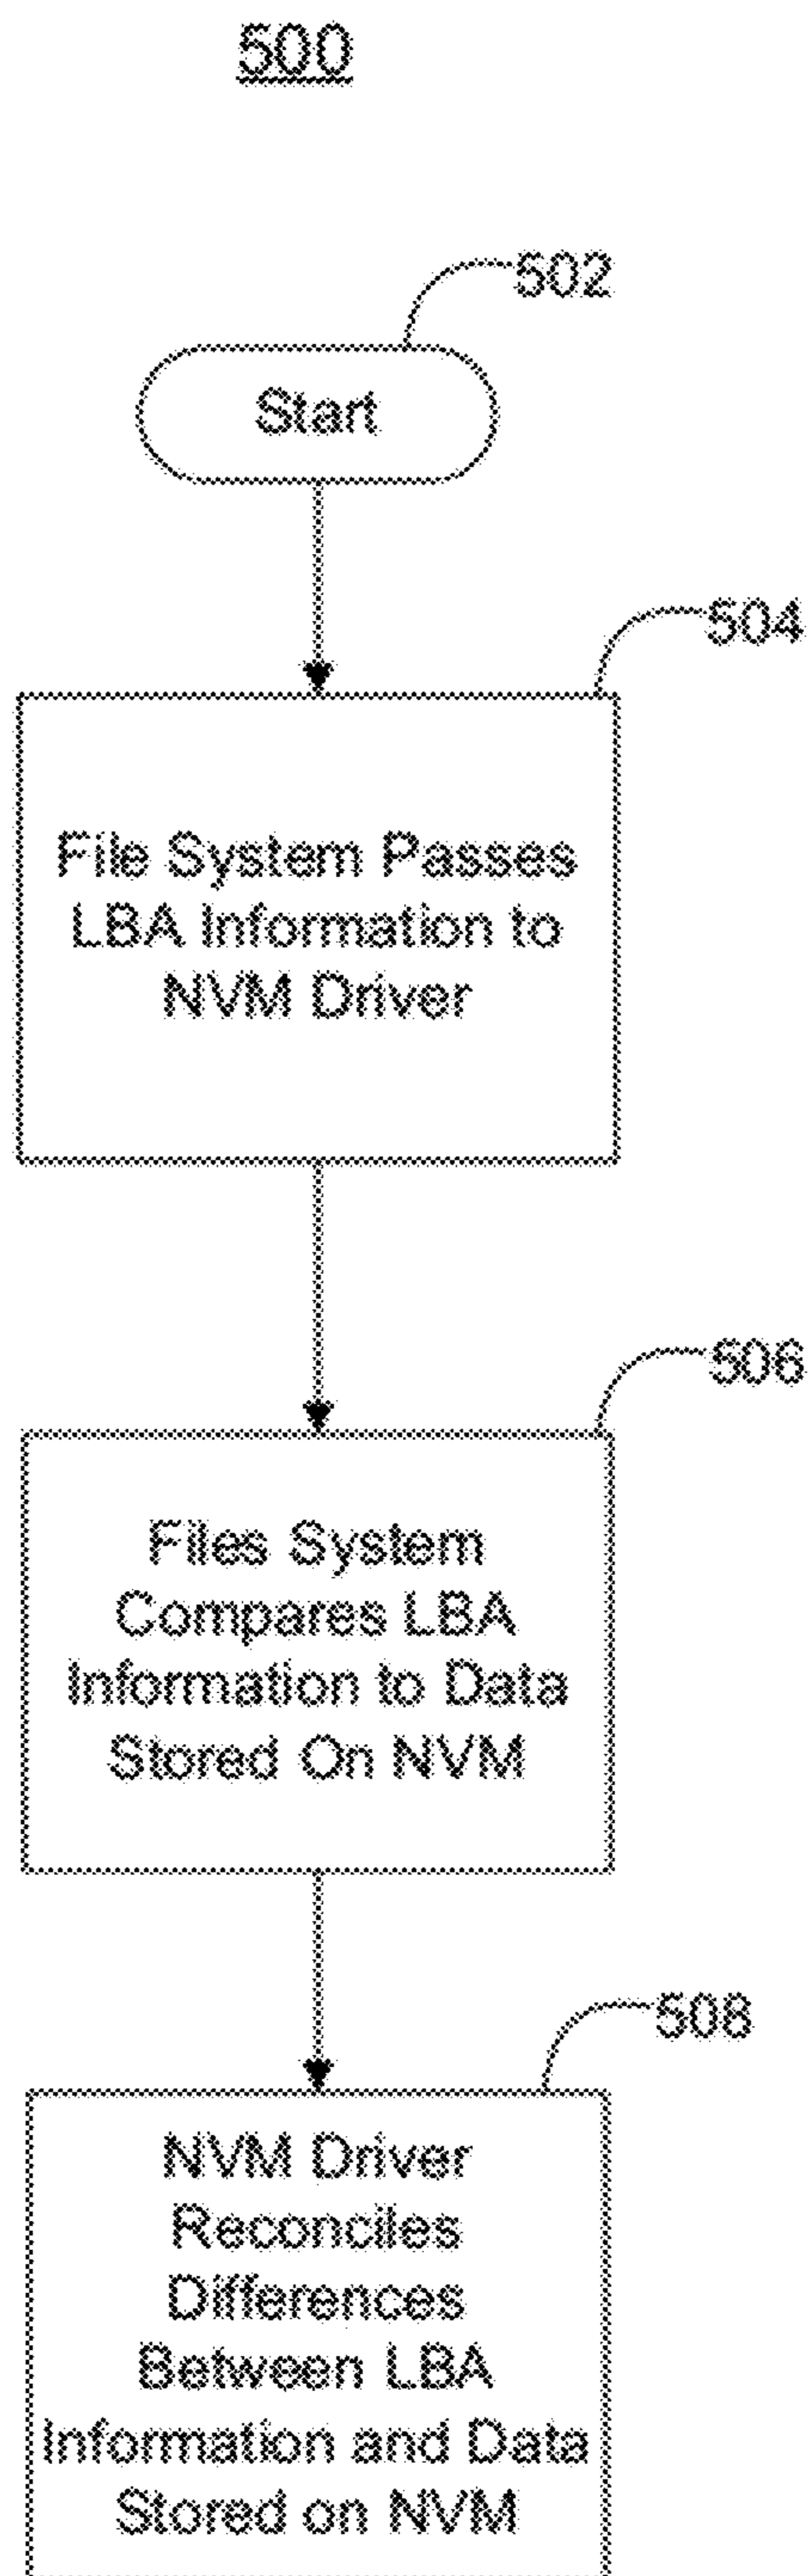 500
502
Start
504
File System Passes
LBA Information to
NVM Driver
506
Files System
Compares LBA
Information to Data
Stored On NVM
508
NVM Driver
Reconciles
Differences
Between LBA
Information and Data
Stored on NVM